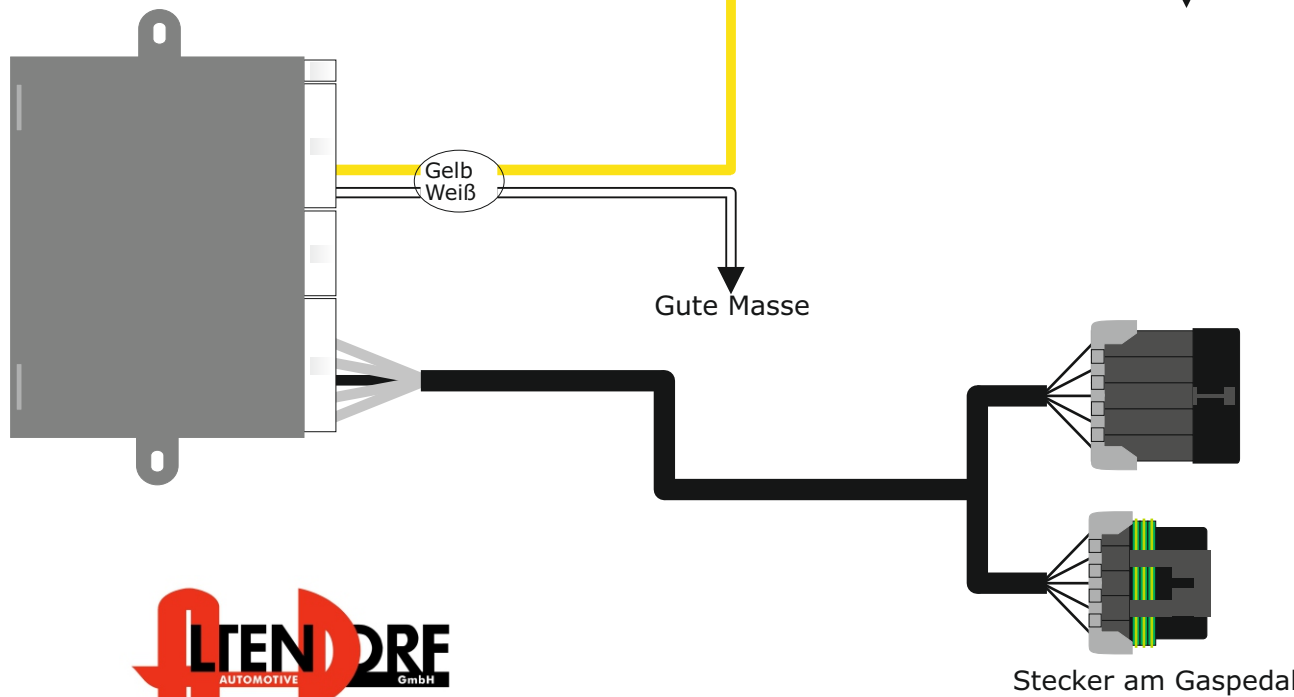 Gelb
Weiß
Gute Masse
ALTENDORF
AUTOMOTIVE GmbH
Stecker am Gaspedal